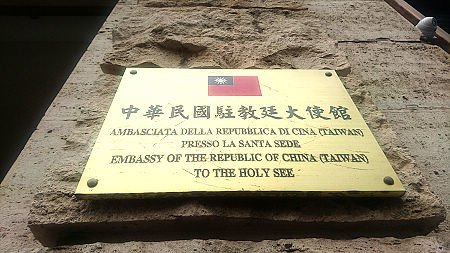 中華民國駐教廷大使館
AMBASCIATA DELLA REPUBBLICA DI CINA (TAIWAN)
PRESSO LA SANTA SEDE
EMBASSY OF THE REPUBLIC OF CHINA (TAIWAN)
TO THE HOLY SEE